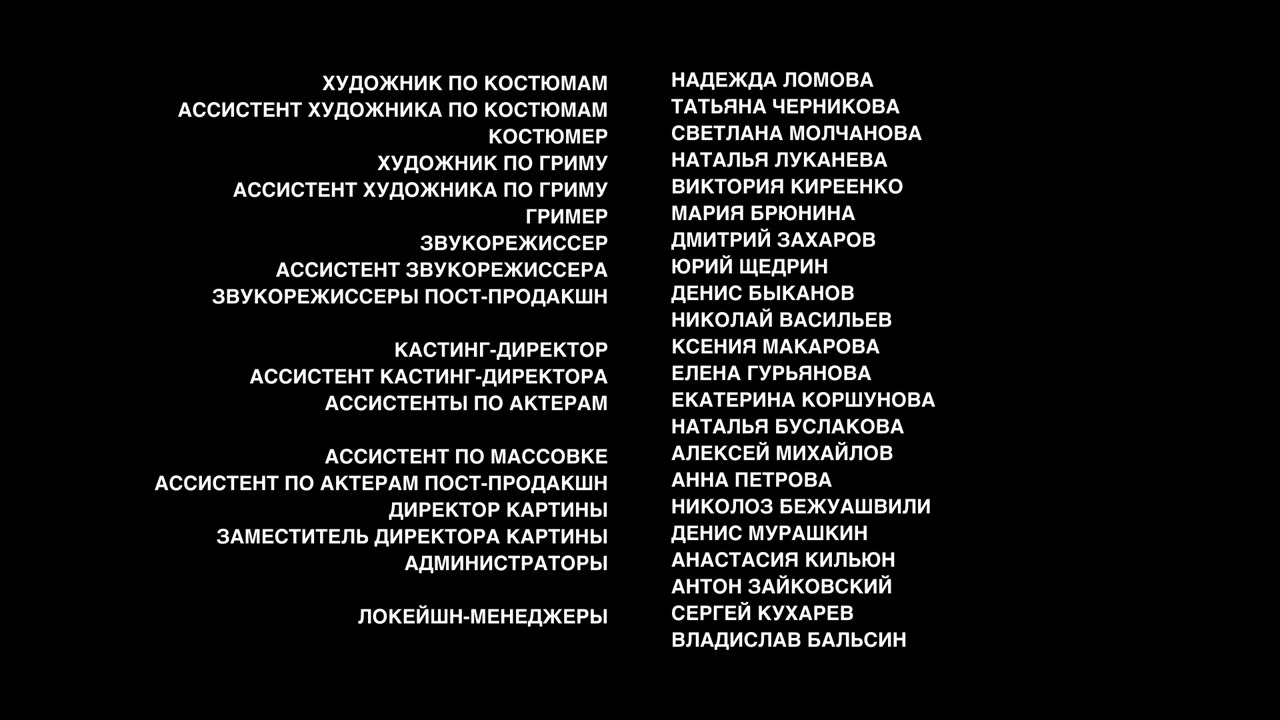 ХУДОЖНИК ПО КОСТЮМАМ НАДЕЖДА ЛОМОВА
АССИСТЕНТ ХУДОЖНИКА ПО КОСТЮМАМ ТАТЬЯНА ЧЕРНИКОВА
КОСТЮМЕР СВЕТЛАНА МОЛЧАНОВА
ХУДОЖНИК ПО ГРИМУ НАТАЛЬЯ ЛУКАНЕВА
АССИСТЕНТ ХУДОЖНИКА ПО ГРИМУ ВИКТОРИЯ КИРЕЕНКО
ГРИМЕР МАРИЯ БРЮНИНА
ЗВУКОРЕЖИССЕР ДМИТРИЙ ЗАХАРОВ
АССИСТЕНТ ЗВУКОРЕЖИССЕРА ЮРИЙ ЩЕДРИН
ЗВУКОРЕЖИССЕРЫ ПОСТ-ПРОДАКШН ДЕНИС БЫКАНОВ
НИКОЛАЙ ВАСИЛЬЕВ
КАСТИНГ-ДИРЕКТОР КСЕНИЯ МАКАРОВА
АССИСТЕНТ КАСТИНГ-ДИРЕКТОРА ЕЛЕНА ГУРЬЯНОВА
АССИСТЕНТЫ ПО АКТЕРАМ ЕКАТЕРИНА КОРШУНОВА
НАТАЛЬЯ БУСЛАКОВА
АССИСТЕНТ ПО МАССОВКЕ АЛЕКСЕЙ МИХАЙЛОВ
АССИСТЕНТ ПО АКТЕРАМ ПОСТ-ПРОДАКШН АННА ПЕТРОВА
ДИРЕКТОР КАРТИНЫ НИКОЛОЗ БЕЖУАШВИЛИ
ЗАМЕСТИТЕЛЬ ДИРЕКТОРА КАРТИНЫ ДЕНИС МУРАШКИН
АДМИНИСТРАТОРЫ АНАСТАСИЯ КИЛЬЮН
АНТОН ЗАЙКОВСКИЙ
ЛОКЕЙШН-МЕНЕДЖЕРЫ СЕРГЕЙ КУХАРЕВ
ВЛАДИСЛАВ БАЛЬСИН